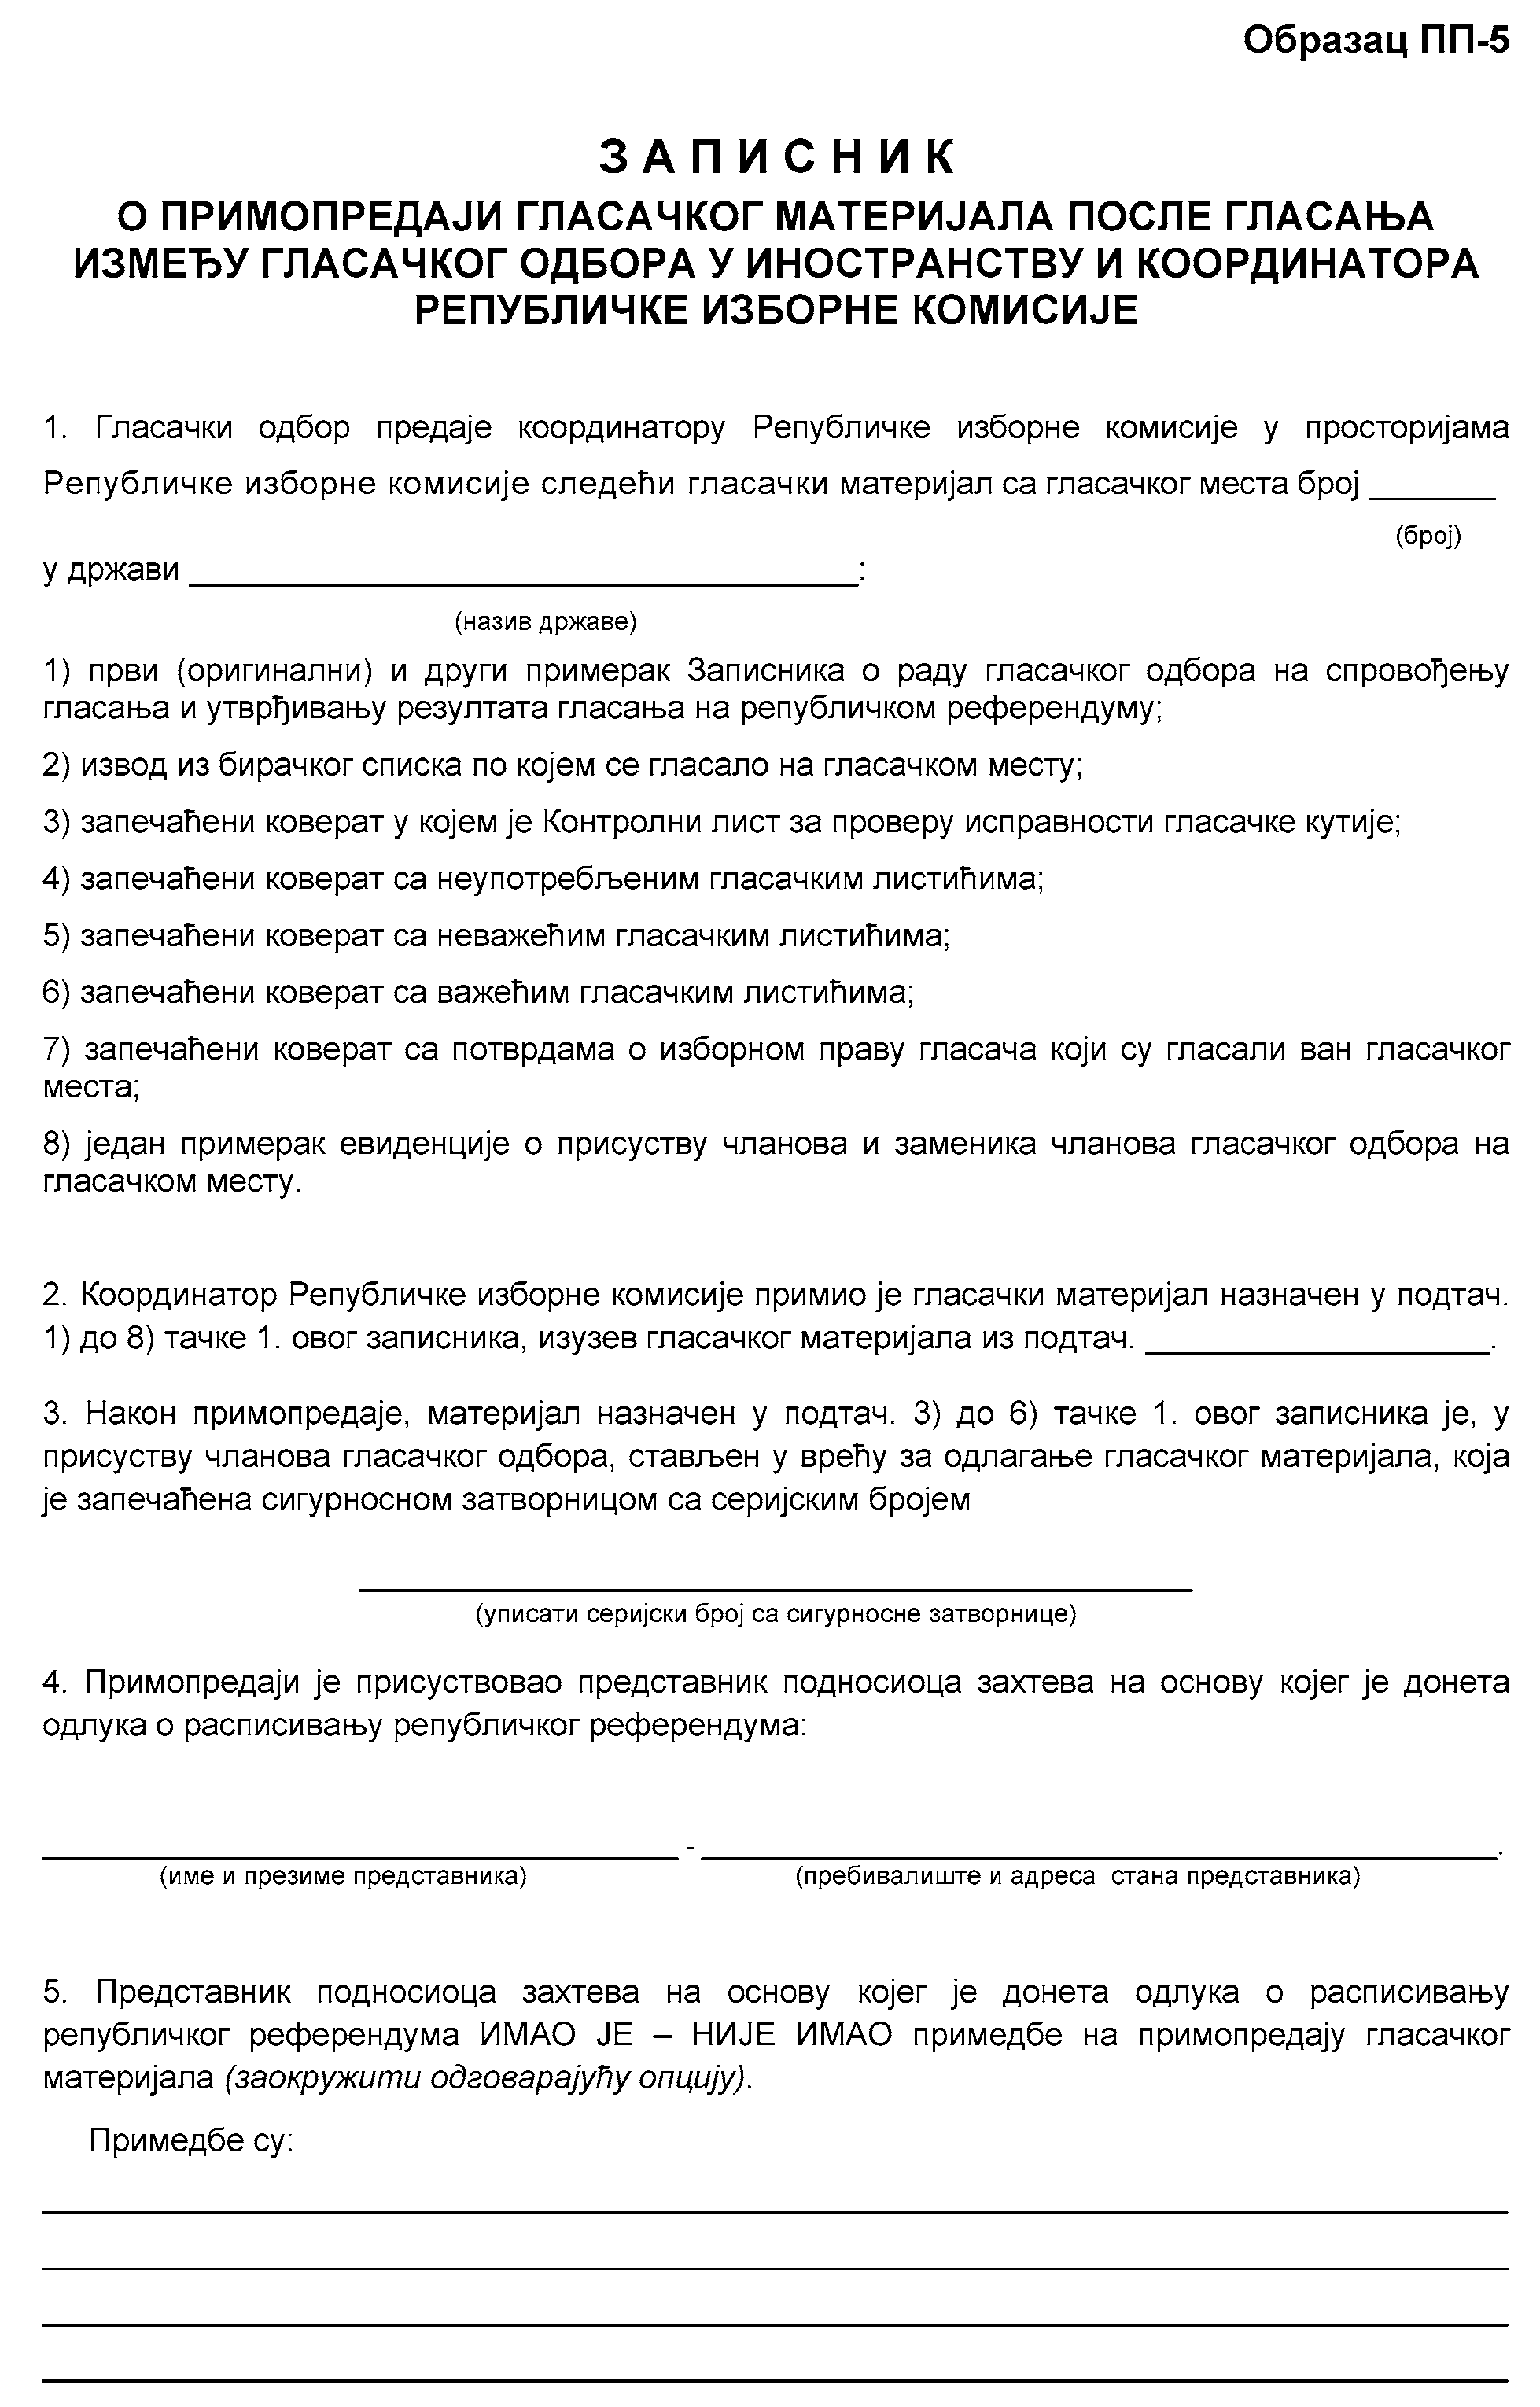 Образац ПП-5
З А П И С Н И К
О ПРИМОПРЕДАЈИ ГЛАСАЧКОГ МАТЕРИЈАЛА ПОСЛЕ ГЛАСАЊА
ИЗМЕЂУ ГЛАСАЧКОГ ОДБОРА У ИНОСТРАНСТВУ И КООРДИНАТОРА
РЕПУБЛИЧКЕ ИЗБОРНЕ КОМИСИЈЕ
1. Гласачки одбор предаје координатору Републичке изборне комисије у просторијама
Републичке изборне комисије следећи гласачки материјал са гласачког места број _______
(број)
у држави _____________________________________:
(назив државе)
1) први (оригинални) и други примерак Записника о раду гласачког одбора на спровођењу
гласања и утврђивању резултата гласања на републичком референдуму;
2) извод из бирачког списка по којем се гласало на гласачком месту;
3) запечаћени коверат у којем је Контролни лист за проверу исправности гласачке кутије;
4) запечаћени коверат са неупотребљеним гласачким листићима;
5) запечаћени коверат са неважећим гласачким листићима;
6) запечаћени коверат са важећим гласачким листићима;
7) запечаћени коверат са потврдама о изборном праву гласача који су гласали ван гласачког
места;
8) један примерак евиденције о присуству чланова и заменика чланова гласачког одбора на
гласачком месту.
2. Координатор Републичке изборне комисије примио је гласачки материјал назначен у подтач.
1) до 8) тачке 1. овог записника, изузев гласачког материјала из подтач. ___________________.
3. Након примопредаје, материјал назначен у подтач. 3) до 6) тачке 1. овог записника је, у
присуству чланова гласачког одбора, стављен у врећу за одлагање гласачког материјала, која
је запечаћена сигурносном затворницом са серијским бројем
______________________________________________
(уписати серијски број са сигурносне затворнице)
4. Примопредаји је присуствовао представник подносиоца захтева на основу којег је донета
одлука о расписивању републичког референдума:
________________________________________ - __________________________________________________.
(име и презиме представника) (пребивалиште и адреса стана представника)
5. Представник подносиоца захтева на основу којег је донета одлука о расписивању
републичког референдума ИМАО ЈЕ – НИЈЕ ИМАО примедбе на примопредају гласачког
материјала (заокружити одговарајућу опцију).
Примедбе су:
_________________________________________________________________________________
_________________________________________________________________________________
_________________________________________________________________________________
_________________________________________________________________________________